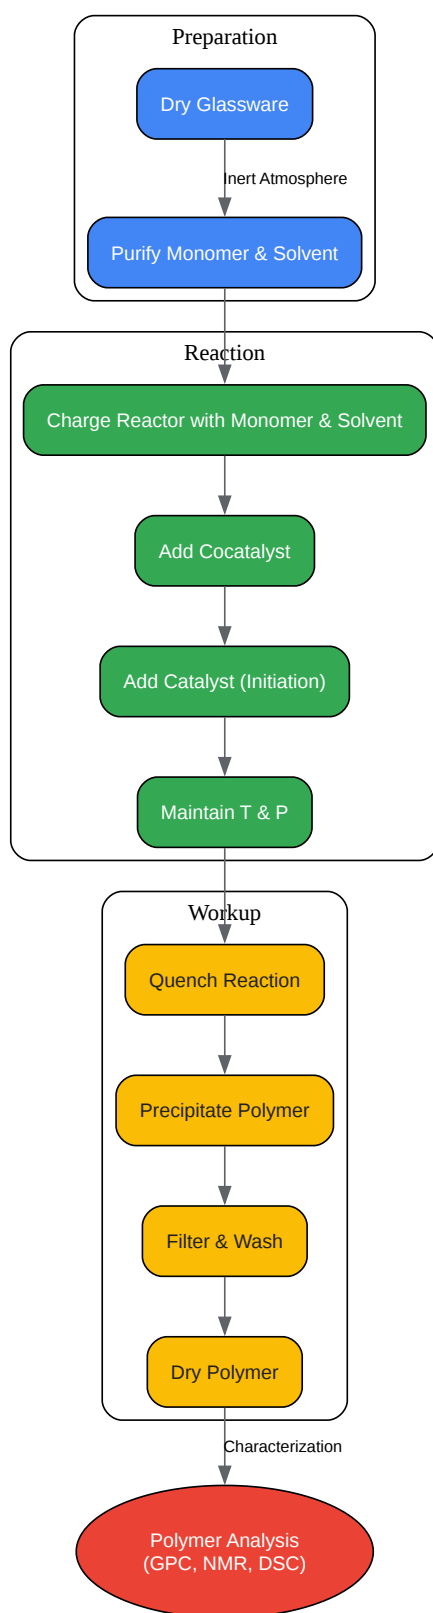 Preparation
Dry Glassware
Inert Atmosphere
Purify Monomer & Solvent
Reaction
Charge Reactor with Monomer & Solvent
Add Cocatalyst
Add Catalyst (Initiation)
Maintain T & P
Workup
Quench Reaction
Precipitate Polymer
Filter & Wash
Dry Polymer
Characterization
Polymer Analysis
(GPC, NMR, DSC)